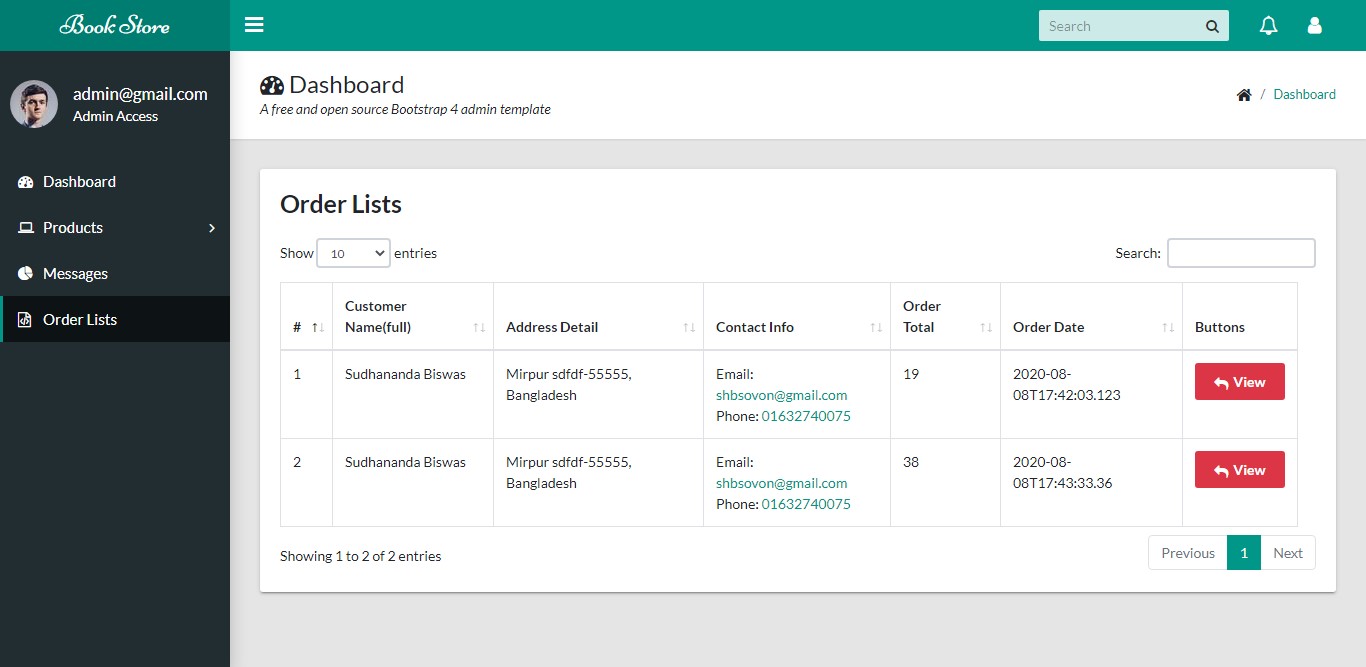 Book Store
Search
admin@gmail.com
Admin Access
Dashboard
Products
Messages
Order Lists
Dashboard
A free and open source Bootstrap 4 admin template
/ Dashboard
Order Lists
Show 10 entries
Search:
# Customer Name(full) Address Detail Contact Info Order Total Order Date Buttons
1 Sudhananda Biswas Mirpur sdfdf-55555, Email: 19 2020-08- View
Bangladesh shbsovon@gmail.com 08T17:42:03.123
Phone: 01632740075
2 Sudhananda Biswas Mirpur sdfdf-55555, Email: 38 2020-08- View
Bangladesh shbsovon@gmail.com 08T17:43:33.36
Phone: 01632740075
Showing 1 to 2 of 2 entries
Previous 1 Next